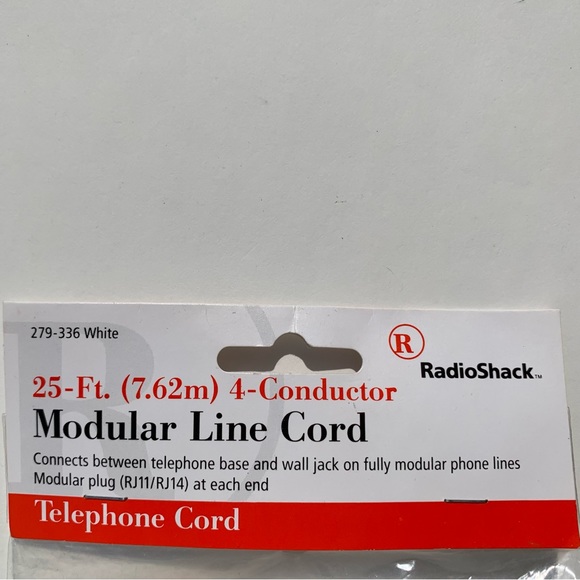 279-336 White
R
RadioShack™
25-Ft. (7.62m) 4-Conductor
Modular Line Cord
Connects between telephone base and wall jack on fully modular phone lines
Modular plug (RJ11/RJ14) at each end
Telephone Cord